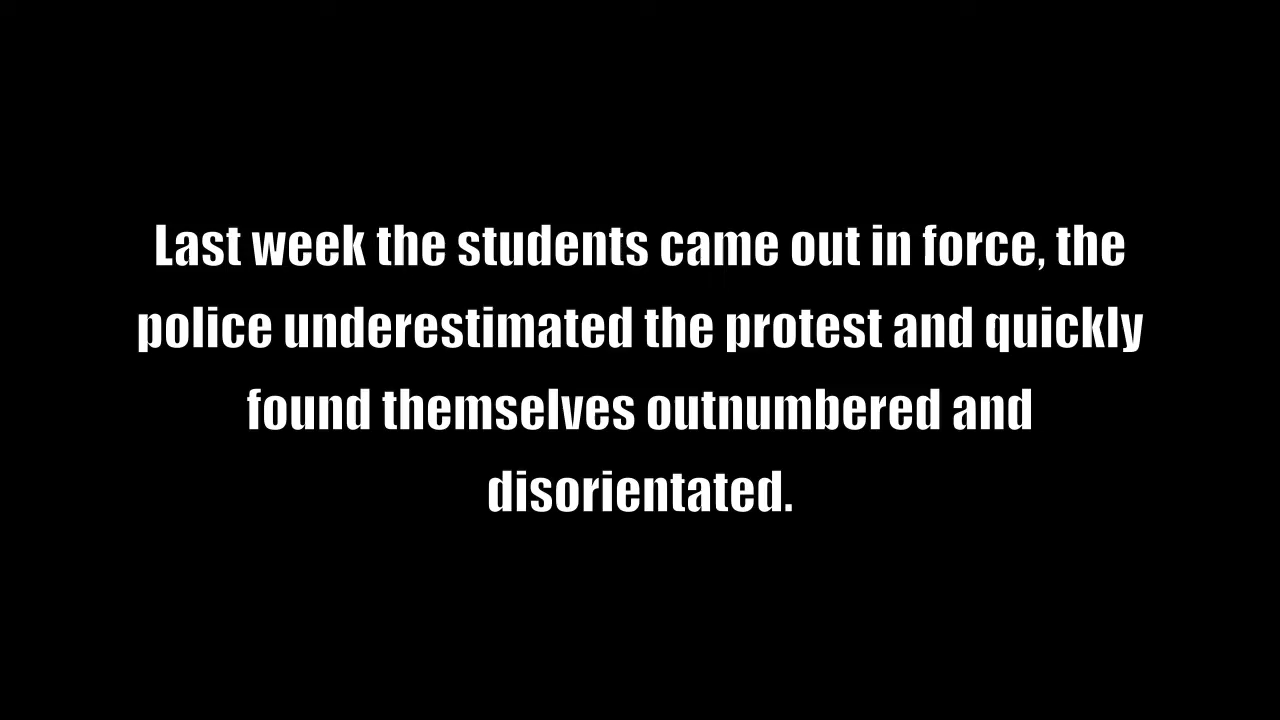 Last week the students came out in force, the
police underestimated the protest and quickly
found themselves outnumbered and
disorientated.